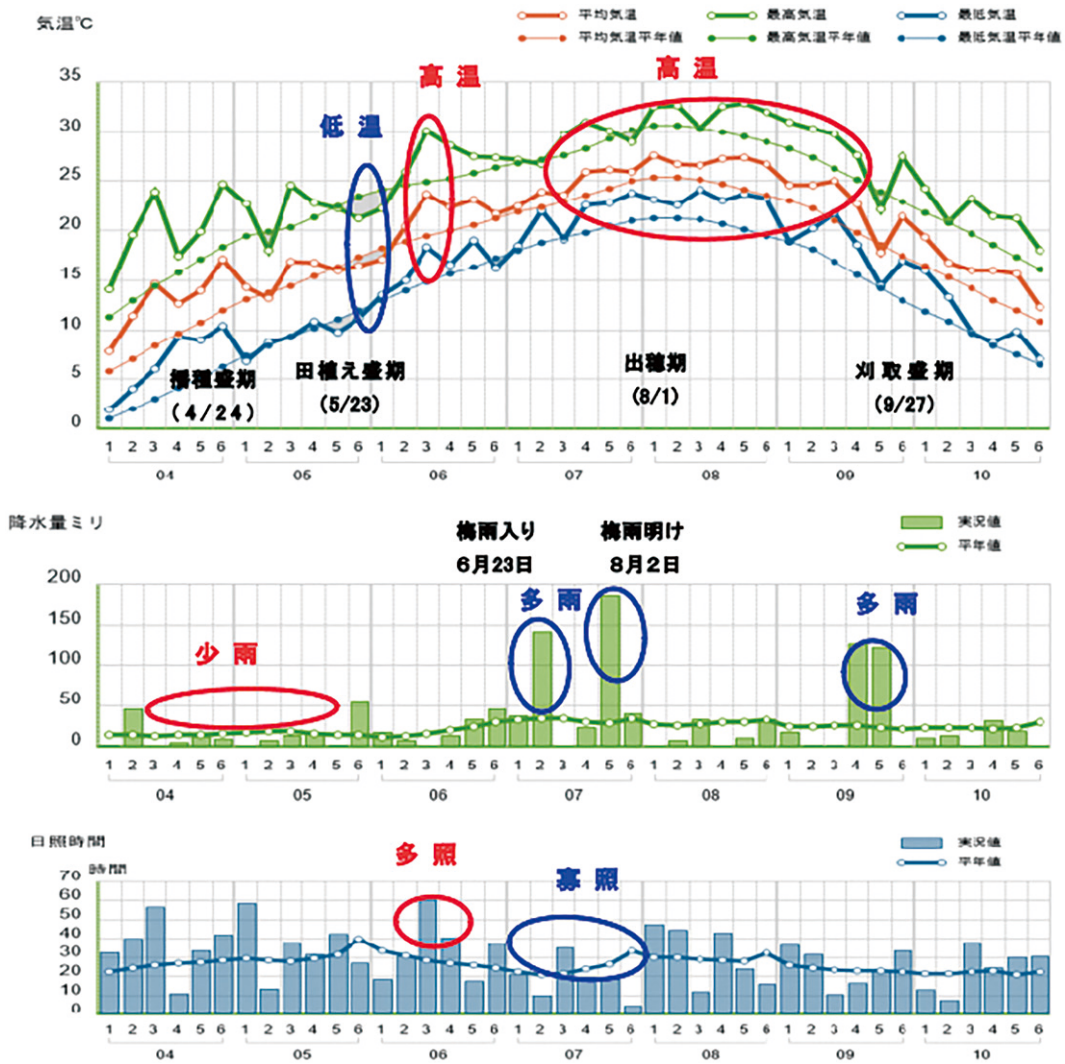 気温℃
平均気温 最高気温 最低気温
平均気温平年値 最高気温平年値 最低気温平年値
高温
高温
低温
35
30
25
20
15
10
5
0
播種盛期
(4/24)
田植え盛期
(5/23)
出穂期
(8/1)
刈取盛期
(9/27)
1 2 3 4 5 6 1 2 3 4 5 6 1 2 3 4 5 6 1 2 3 4 5 6 1 2 3 4 5 6 1 2 3 4 5 6 1 2 3 4 5 6
04 05 06 07 08 09 10
降水量ミリ
実況値
平年値
梅雨入り
6月23日
梅雨明け
8月2日
多雨
多雨
少雨
200
150
100
50
0
1 2 3 4 5 6 1 2 3 4 5 6 1 2 3 4 5 6 1 2 3 4 5 6 1 2 3 4 5 6 1 2 3 4 5 6 1 2 3 4 5 6
04 05 06 07 08 09 10
日照時間
時間
実況値
平年値
多照
寡照
70
60
50
40
30
20
10
0
1 2 3 4 5 6 1 2 3 4 5 6 1 2 3 4 5 6 1 2 3 4 5 6 1 2 3 4 5 6 1 2 3 4 5 6 1 2 3 4 5 6
04 05 06 07 08 09 10